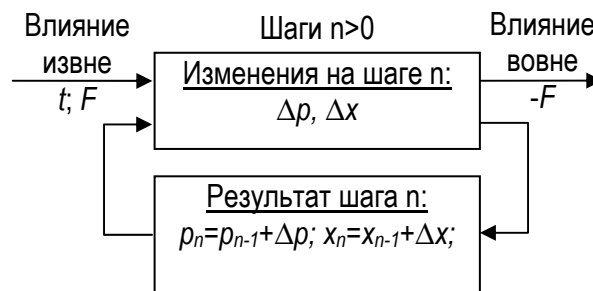 Влияние извне
t; F
Шаги n>0
Изменения на шаге n:
Δp, Δx
Влияние вовне
-F
Результат шага n:
pn=pn-1+Δp; xn=xn-1+Δx;